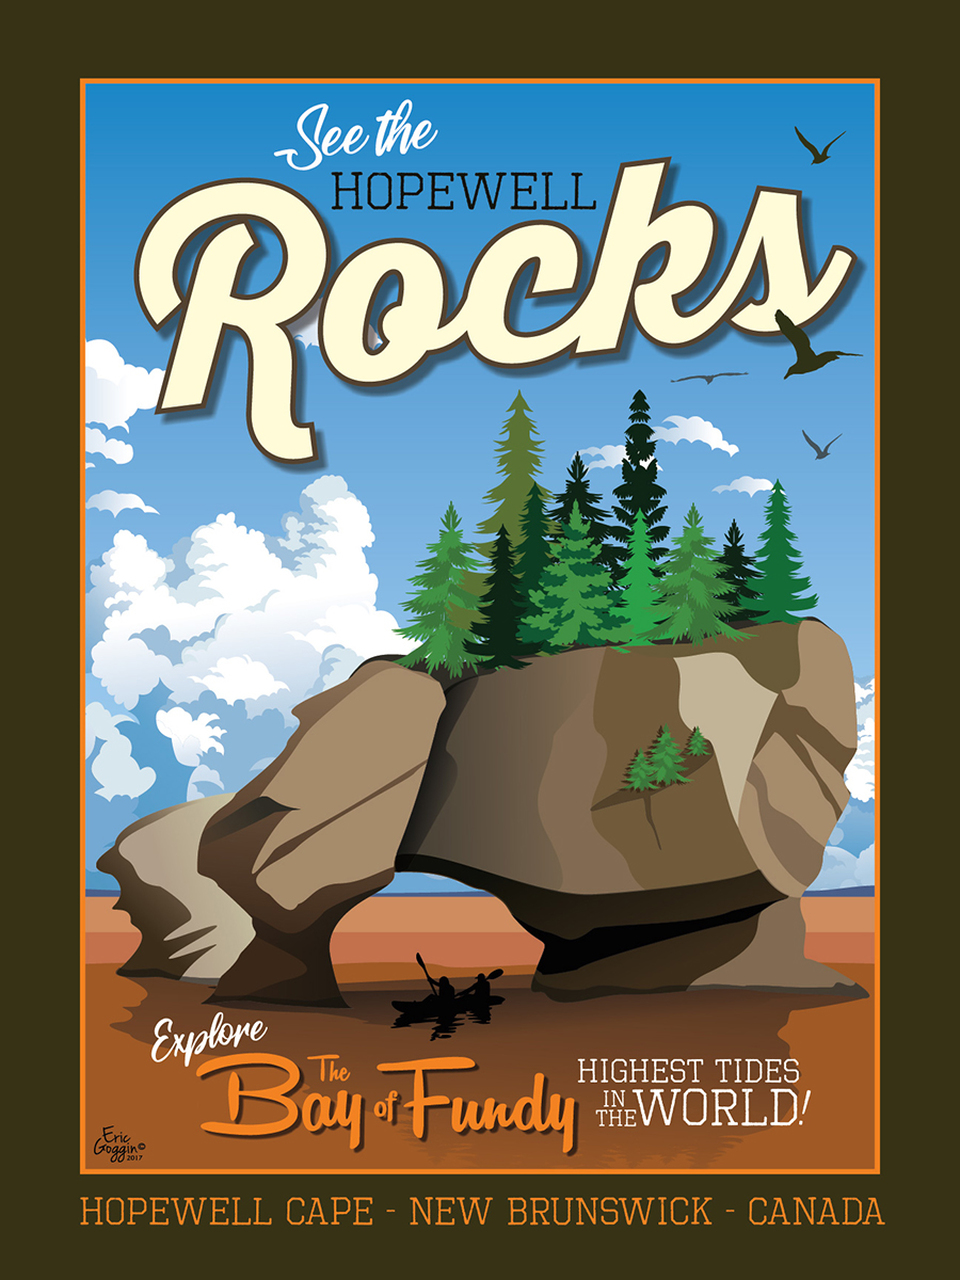 See the
HOPEWELL
Rocks
Explore
The
Bay of Fundy
HIGHEST TIDES
IN THE WORLD!
Eric
Goggin©
2017
HOPEWELL CAPE - NEW BRUNSWICK - CANADA